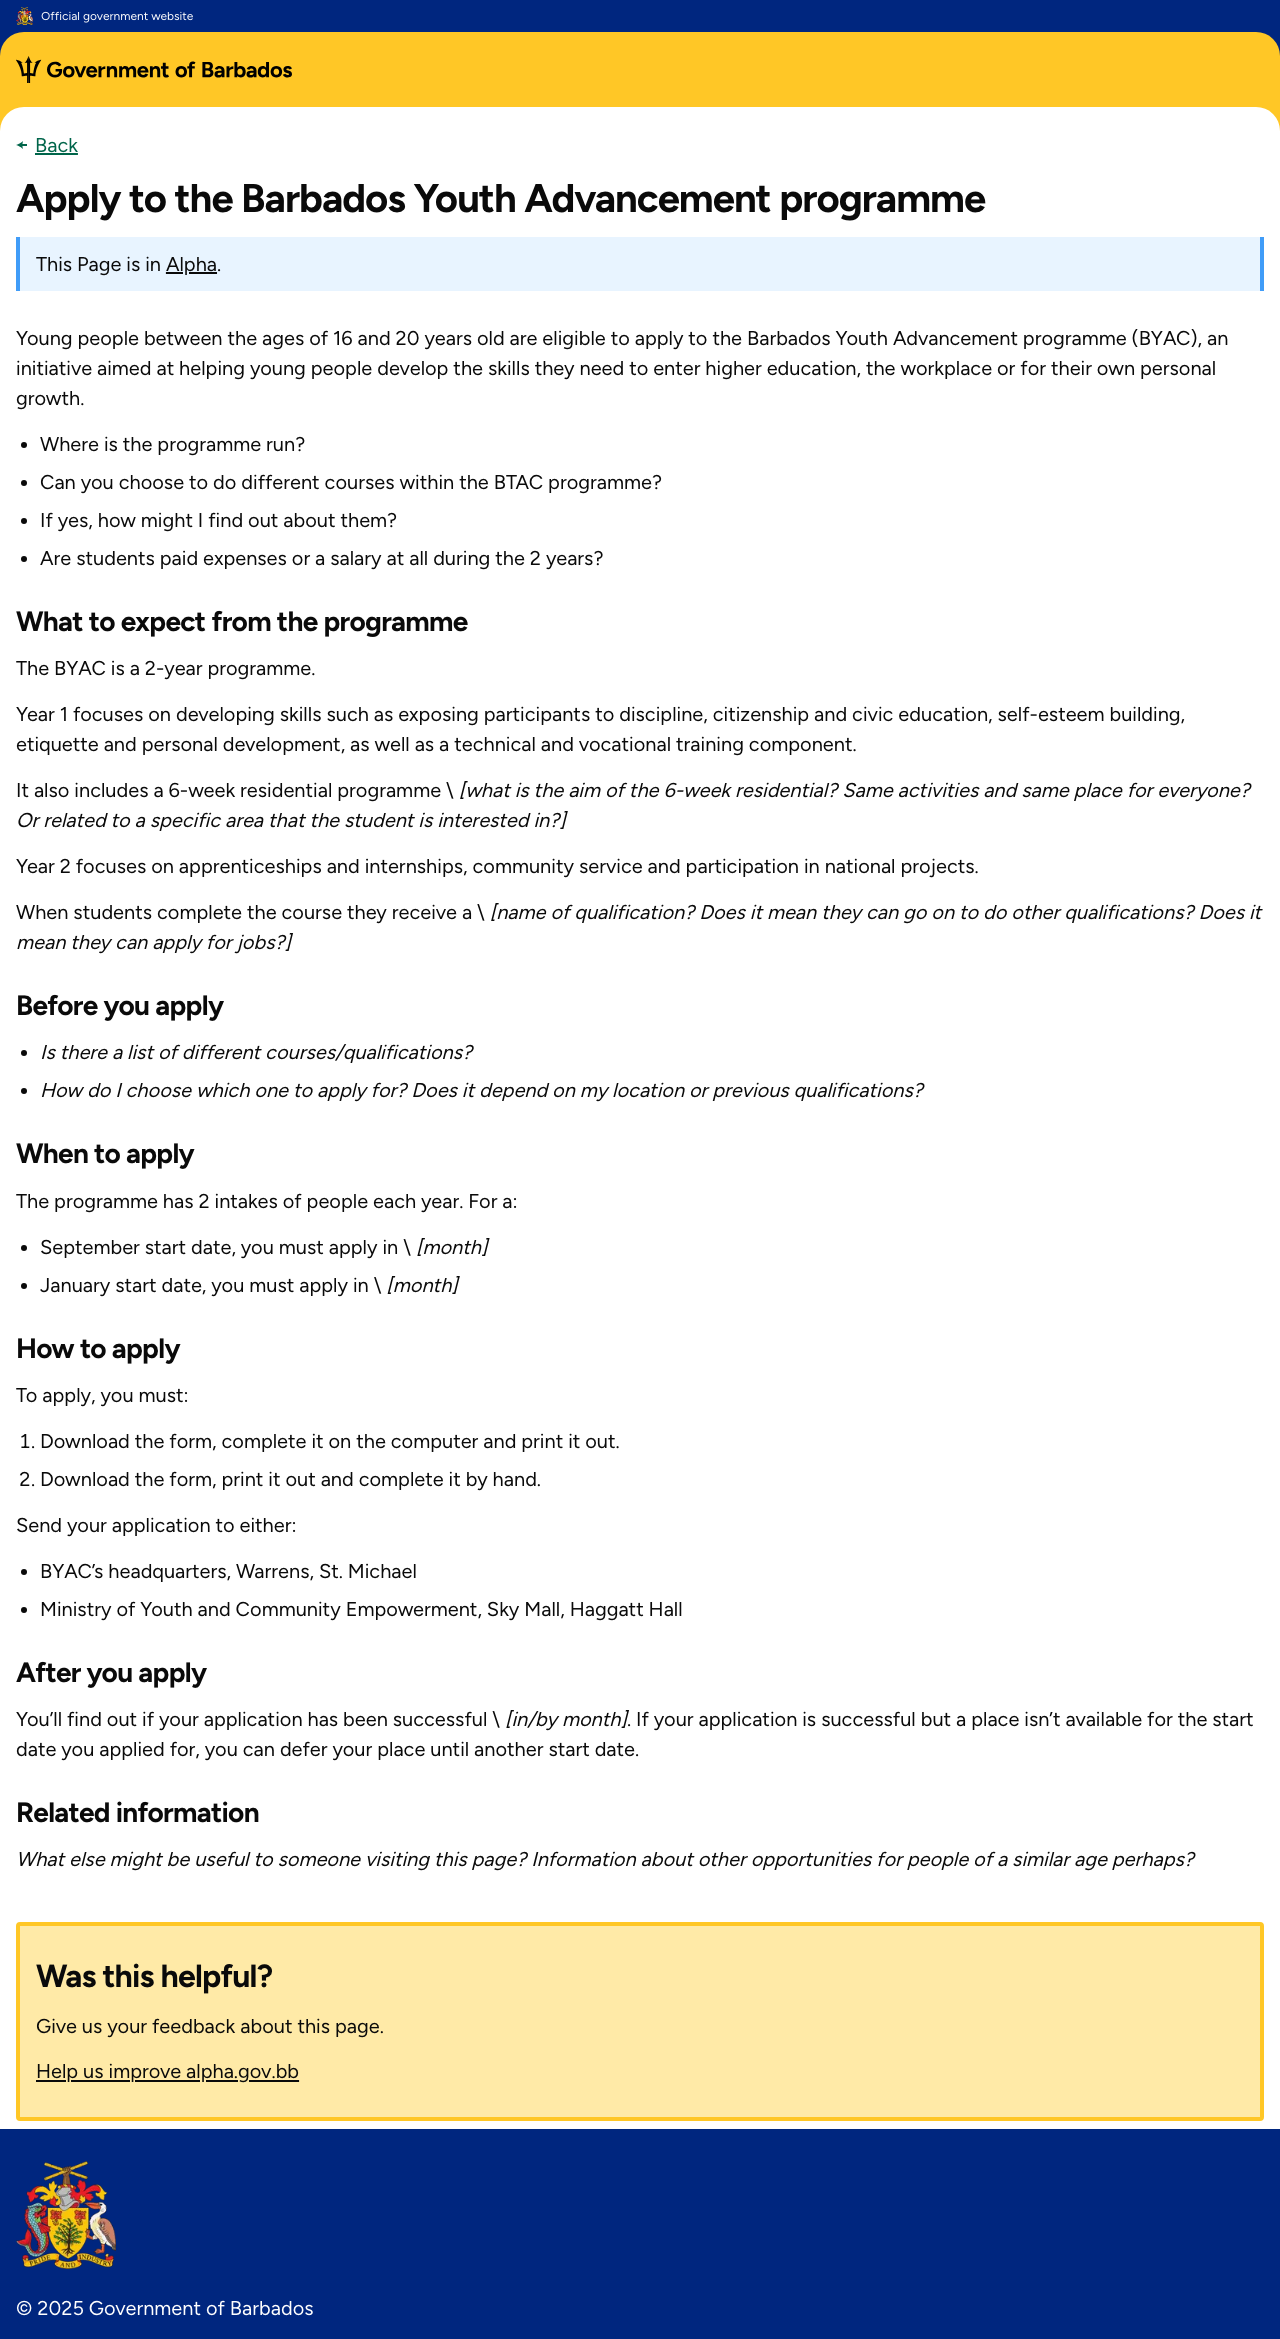 Official government website
Government of Barbados
Back
Apply to the Barbados Youth Advancement programme
This Page is in Alpha.
Young people between the ages of 16 and 20 years old are eligible to apply to the Barbados Youth Advancement programme (BYAC), an
initiative aimed at helping young people develop the skills they need to enter higher education, the workplace or for their own personal
growth.
• Where is the programme run?
• Can you choose to do different courses within the BTAC programme?
• If yes, how might I find out about them?
• Are students paid expenses or a salary at all during the 2 years?
What to expect from the programme
The BYAC is a 2-year programme.
Year 1 focuses on developing skills such as exposing participants to discipline, citizenship and civic education, self-esteem building,
etiquette and personal development, as well as a technical and vocational training component.
It also includes a 6-week residential programme \ [what is the aim of the 6-week residential? Same activities and same place for everyone?
Or related to a specific area that the student is interested in?]
Year 2 focuses on apprenticeships and internships, community service and participation in national projects.
When students complete the course they receive a \ [name of qualification? Does it mean they can go on to do other qualifications? Does it
mean they can apply for jobs?]
Before you apply
• Is there a list of different courses/qualifications?
• How do I choose which one to apply for? Does it depend on my location or previous qualifications?
When to apply
The programme has 2 intakes of people each year. For a:
• September start date, you must apply in \ [month]
• January start date, you must apply in \ [month]
How to apply
To apply, you must:
1. Download the form, complete it on the computer and print it out.
2. Download the form, print it out and complete it by hand.
Send your application to either:
• BYAC’s headquarters, Warrens, St. Michael
• Ministry of Youth and Community Empowerment, Sky Mall, Haggatt Hall
After you apply
You’ll find out if your application has been successful \ [in/by month]. If your application is successful but a place isn’t available for the start
date you applied for, you can defer your place until another start date.
Related information
What else might be useful to someone visiting this page? Information about other opportunities for people of a similar age perhaps?
Was this helpful?
Give us your feedback about this page.
Help us improve alpha.gov.bb
PRIDE AND INDUSTRY
© 2025 Government of Barbados